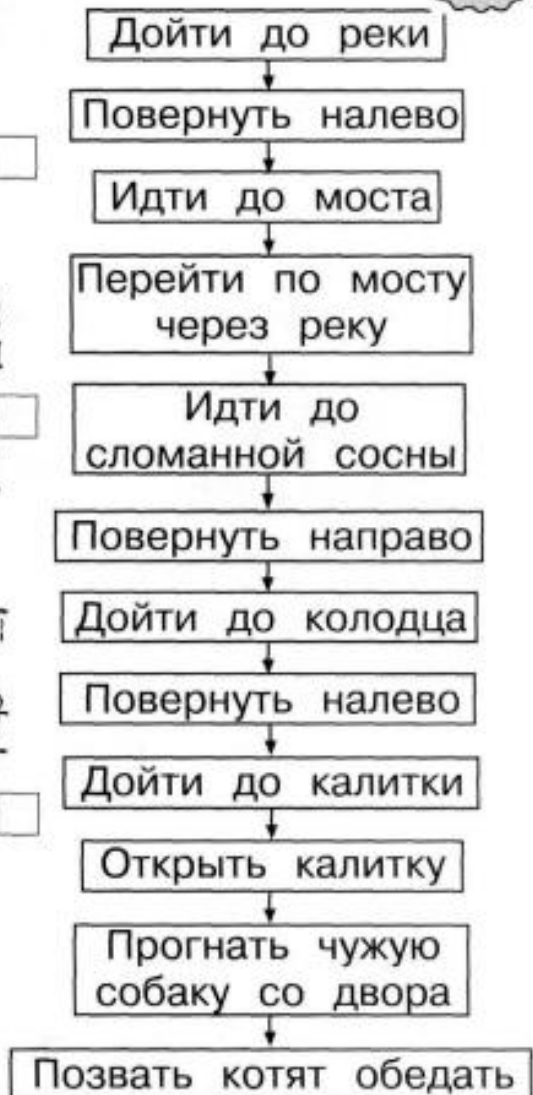 Дойти до реки
Повернуть налево
Идти до моста
Перейти по мосту
через реку
Идти до
сломанной сосны
Повернуть направо
Дойти до колодца
Повернуть налево
Дойти до калитки
Открыть калитку
Прогнать чужую
собаку со двора
Позвать котят обедать